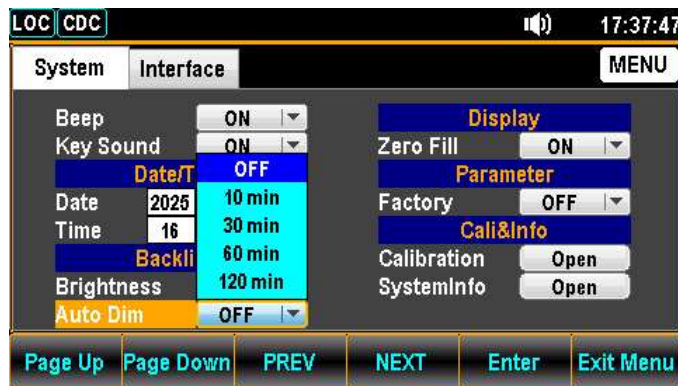 LOC CDC 17:37:47
System Interface MENU
Beep ON
Key Sound ON
Date/T
Date 2025
Time 16
Backli
Brightness
Auto Dim OFF
OFF
10 min
30 min
60 min
120 min
Display
Zero Fill ON
Parameter
Factory OFF
Cali&Info
Calibration Open
SystemInfo Open
Page Up Page Down PREV NEXT Enter Exit Menu